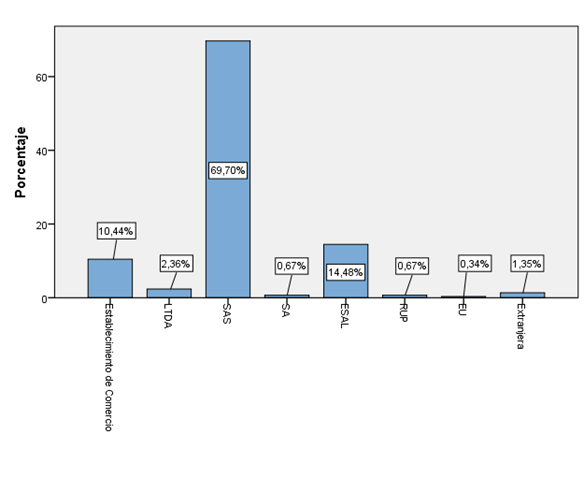 Porcentaje
60
40
20
0
10,44%
2,36%
69,70%
0,67%
14,48%
0,67%
0,34%
1,35%
Establecimiento de Comercio
LTDA
SAS
SA
ESAL
RUP
EU
Extranjera